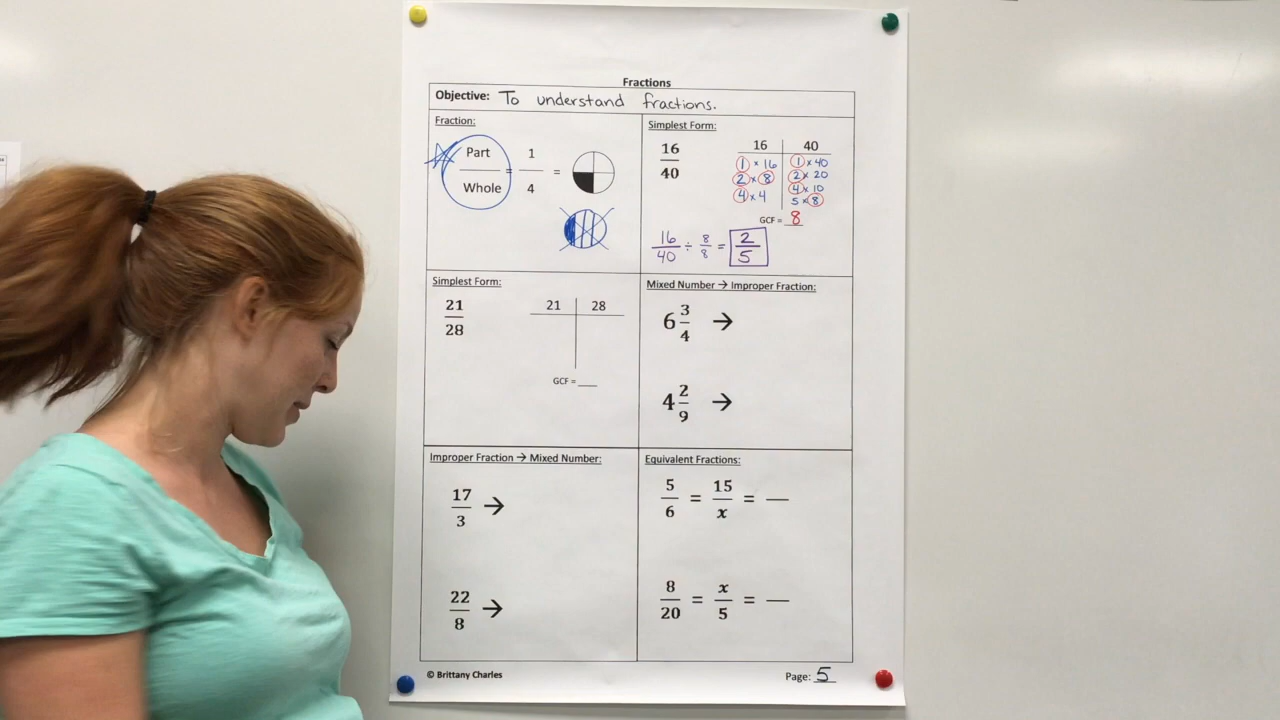 Fractions
Objective: To understand fractions.
Fraction:
Part
Whole
=
1
4
=
Simplest Form:
16
40
16 40
1 x 16 1 x 40
2 x 8 2 x 20
4 x 4 4 x 10
5 x 8
GCF = 8
16/40 ÷ 8/8 = 2/5
Simplest Form:
21
28
21 28
GCF = ___
Mixed Number → Improper Fraction:
6 3/4 →
4 2/9 →
Improper Fraction → Mixed Number:
17/3 →
22/8 →
Equivalent Fractions:
5/6 = 15/x = —
8/20 = x/5 = —
© Brittany Charles
Page: 5